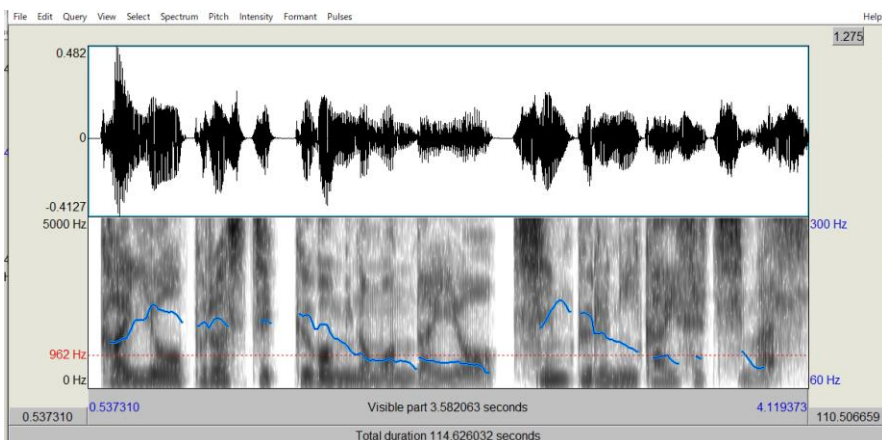 File Edit Query View Select Spectrum Pitch Intensity Formant Pulses Help
1.275
0.482
0
-0.4127
5000 Hz 300 Hz
962 Hz
0 Hz 60 Hz
0.537310 0.537310 Visible part 3.582063 seconds 4.119373 110.506659
Total duration 114.626032 seconds